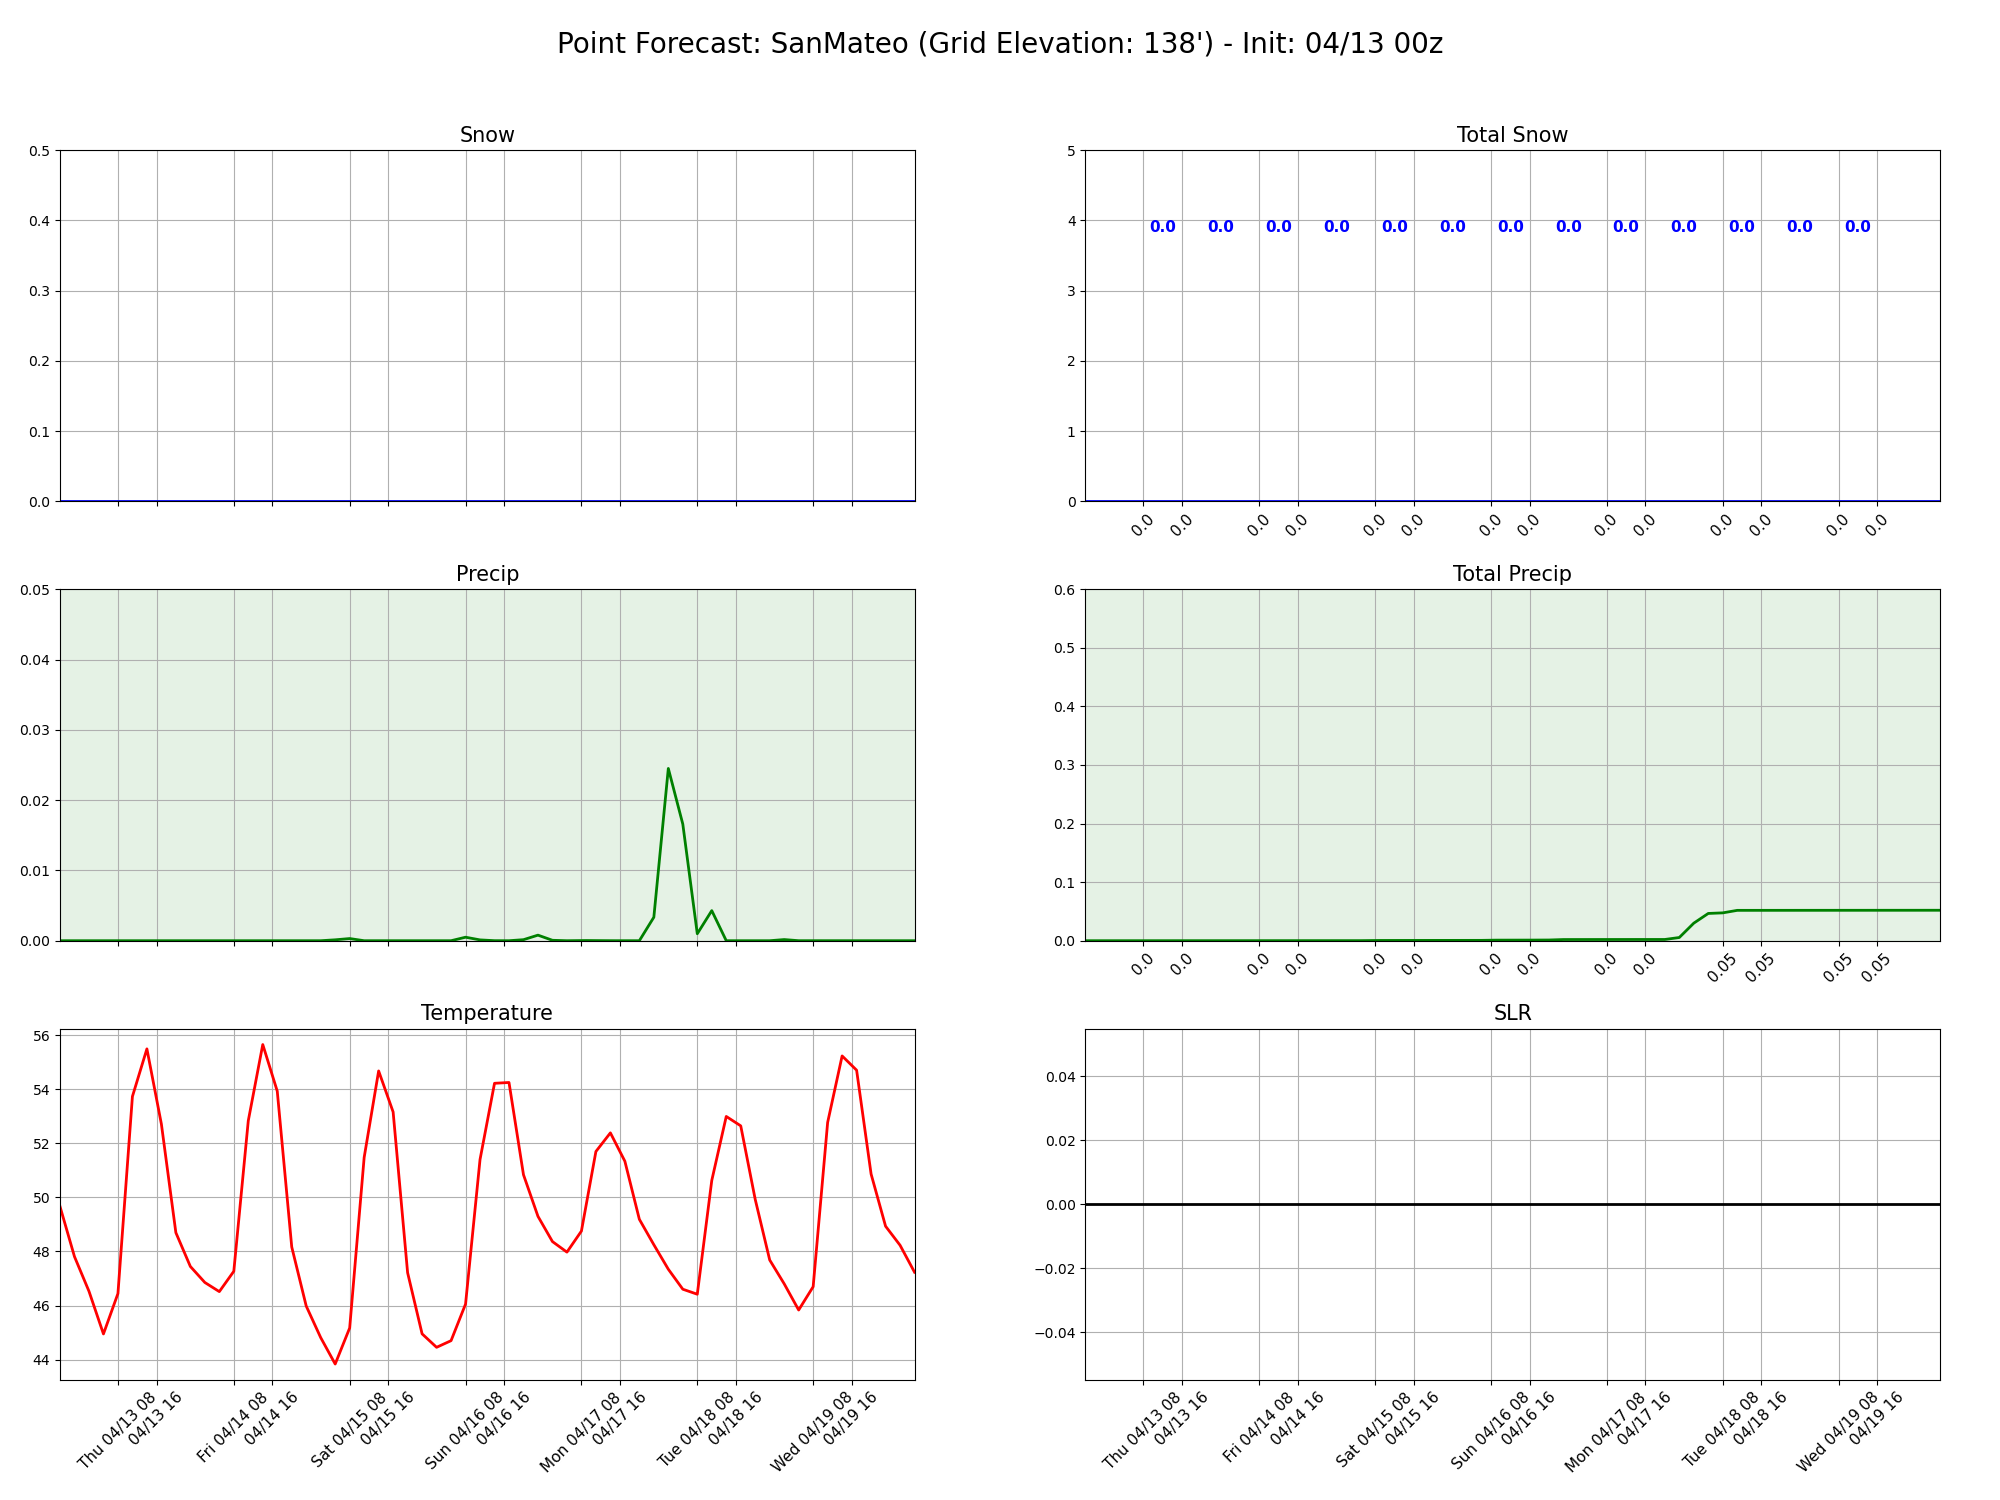 Point Forecast: SanMateo (Grid Elevation: 138') - Init: 04/13 00z
Snow
0.5
0.4
0.3
0.2
0.1
0.0
Total Snow
5
4
3
2
1
0
0.0 0.0 0.0 0.0 0.0 0.0 0.0 0.0 0.0 0.0 0.0 0.0 0.0
0.0 0.0 0.0 0.0 0.0 0.0 0.0 0.0 0.0 0.0 0.0 0.0 0.0 0.0
Precip
0.05
0.04
0.03
0.02
0.01
0.00
Total Precip
0.6
0.5
0.4
0.3
0.2
0.1
0.0
0.0 0.0 0.0 0.0 0.0 0.0 0.0 0.0 0.0 0.0 0.05 0.05 0.05 0.05
Temperature
56
54
52
50
48
46
44
Thu 04/13 08
04/13 16
Fri 04/14 08
04/14 16
Sat 04/15 08
04/15 16
Sun 04/16 08
04/16 16
Mon 04/17 08
04/17 16
Tue 04/18 08
04/18 16
Wed 04/19 08
04/19 16
SLR
0.04
0.02
0.00
−0.02
−0.04
Thu 04/13 08
04/13 16
Fri 04/14 08
04/14 16
Sat 04/15 08
04/15 16
Sun 04/16 08
04/16 16
Mon 04/17 08
04/17 16
Tue 04/18 08
04/18 16
Wed 04/19 08
04/19 16